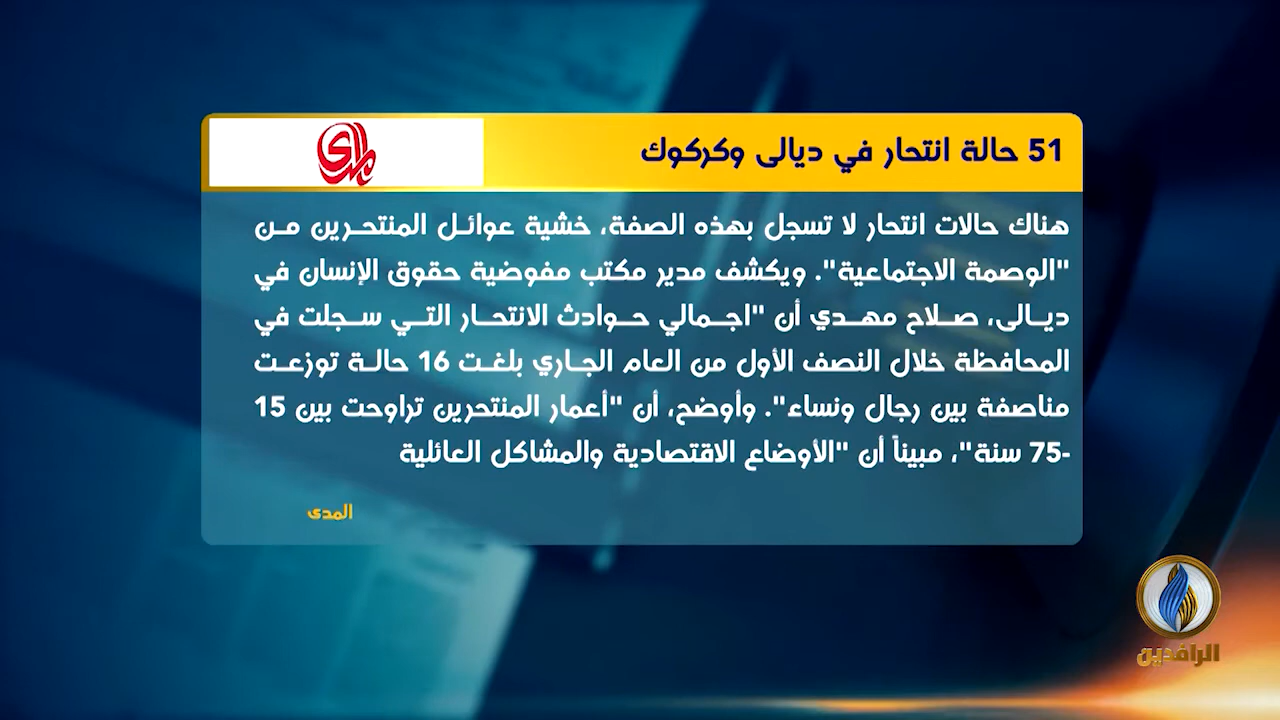 51 حالة انتحار في ديالى وكركوك
المدى
هناك حالات انتحار لا تسجل بهذه الصفة، خشية عوائل المنتحرين من
"الوصمة الاجتماعية". ويكشف مدير مكتب مفوضية حقوق الإنسان في
ديالى، صلاح مهدي أن "اجمالي حوادث الانتحار التي سجلت في
المحافظة خلال النصف الأول من العام الجاري بلغت 16 حالة توزعت
مناصفة بين رجال ونساء". وأوضح، أن "أعمار المنتحرين تراوحت بين 15
-75 سنة"، مبيناً أن "الأوضاع الاقتصادية والمشاكل العائلية
المدى
الرافدين